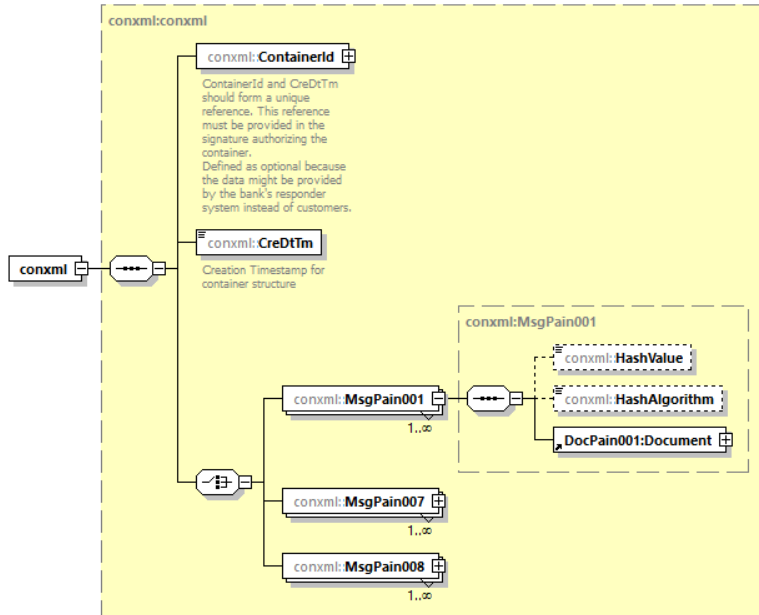 conxml:conxml
conxml::ContainerId
ContainerId and CreDtTm
should form a unique
reference. This reference
must be provided in the
signature authorizing the
container.
Defined as optional because
the data might be provided
by the bank's responder
system instead of customers.
conxml::CreDtTm
Creation Timestamp for
container structure
conxml
conxml:MsgPain001
conxml::HashValue
conxml::HashAlgorithm
DocPain001:Document
conxml::MsgPain001
1..∞
conxml::MsgPain007
1..∞
conxml::MsgPain008
1..∞